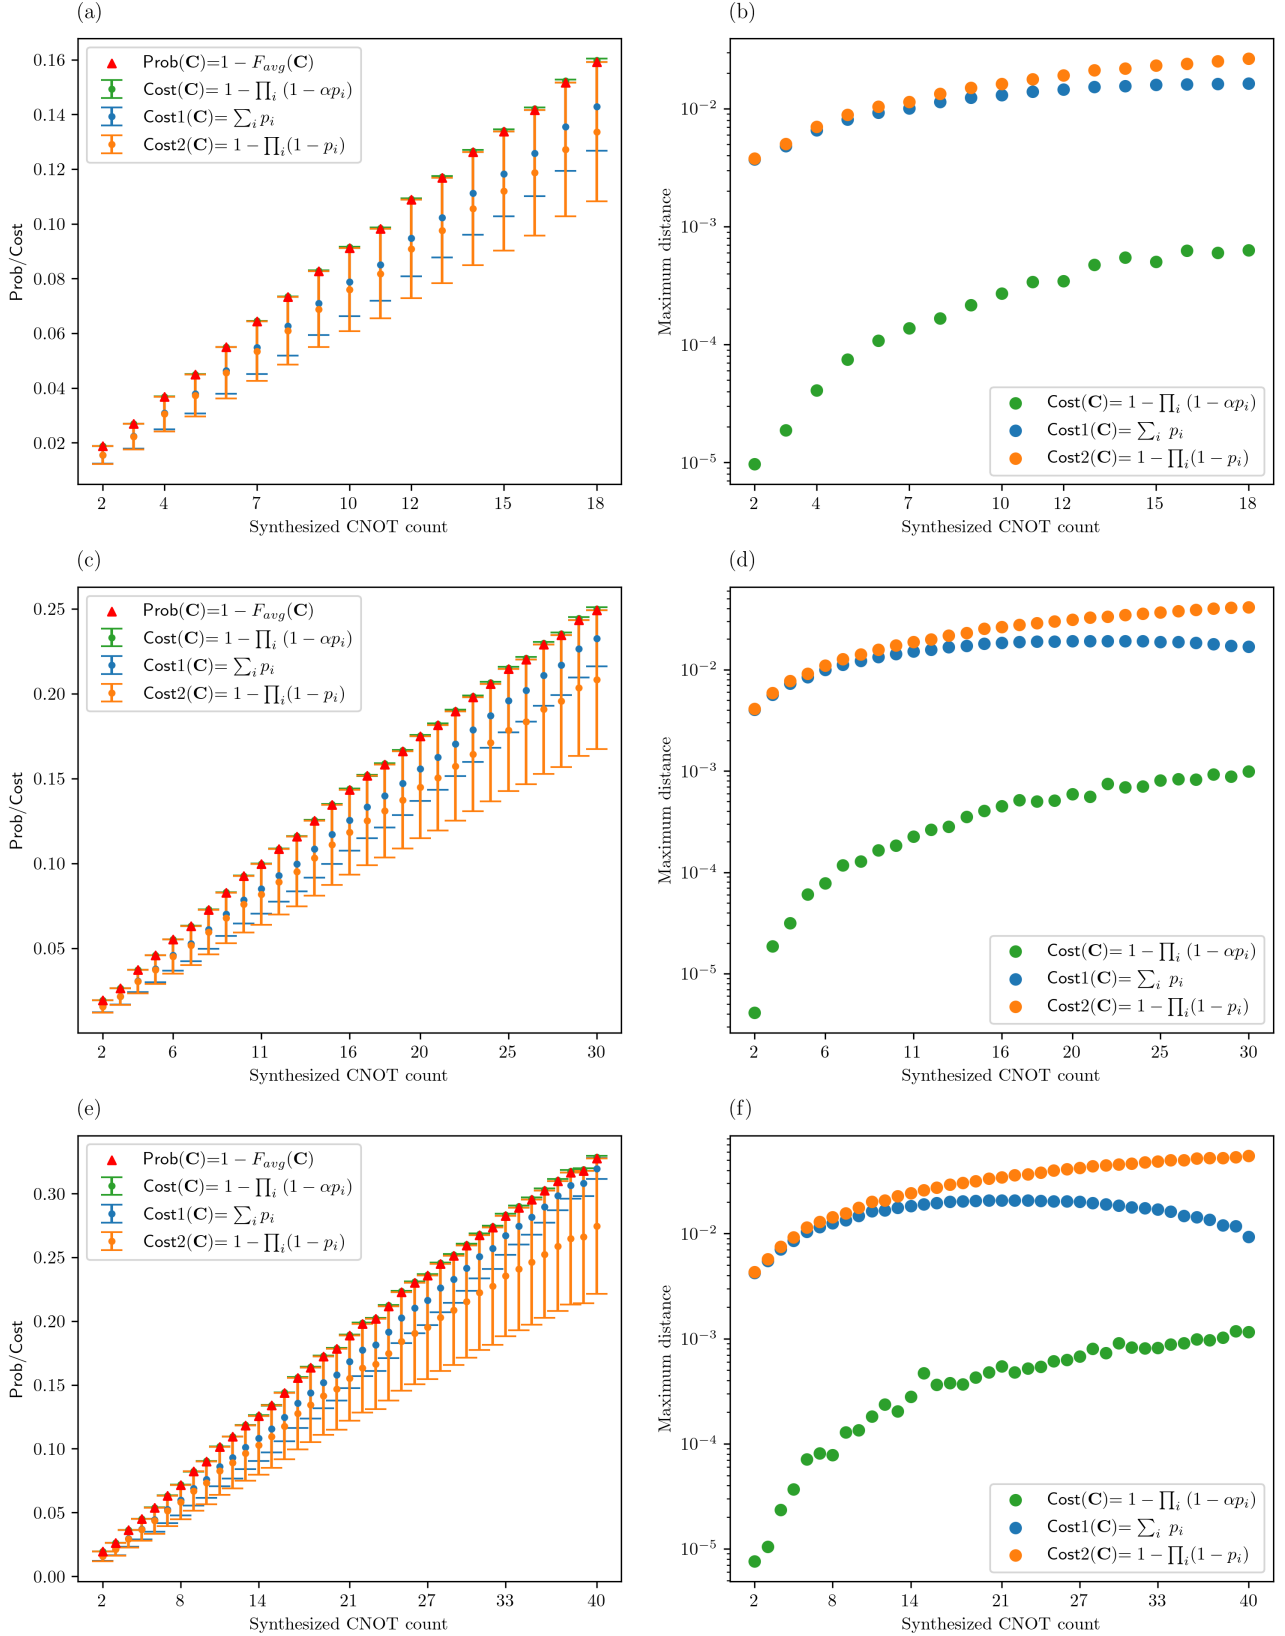 (a)
Prob(C)=1 − F_avg(C)
Cost(C)= 1 − ∏_i (1 − αp_i)
Cost1(C)= ∑_i p_i
Cost2(C)= 1 − ∏_i(1 − p_i)
0.16
0.14
0.12
0.10
0.08
0.06
0.04
0.02
Prob/Cost
2 4 7 10 12 15 18
Synthesized CNOT count
(b)
10^−2
10^−3
10^−4
10^−5
Maximum distance
Cost(C)= 1 − ∏_i (1 − αp_i)
Cost1(C)= ∑_i p_i
Cost2(C)= 1 − ∏_i(1 − p_i)
2 4 7 10 12 15 18
Synthesized CNOT count
(c)
Prob(C)=1 − F_avg(C)
Cost(C)= 1 − ∏_i (1 − αp_i)
Cost1(C)= ∑_i p_i
Cost2(C)= 1 − ∏_i(1 − p_i)
0.25
0.20
0.15
0.10
0.05
Prob/Cost
2 6 11 16 20 25 30
Synthesized CNOT count
(d)
10^−2
10^−3
10^−4
10^−5
Maximum distance
Cost(C)= 1 − ∏_i (1 − αp_i)
Cost1(C)= ∑_i p_i
Cost2(C)= 1 − ∏_i(1 − p_i)
2 6 11 16 20 25 30
Synthesized CNOT count
(e)
Prob(C)=1 − F_avg(C)
Cost(C)= 1 − ∏_i (1 − αp_i)
Cost1(C)= ∑_i p_i
Cost2(C)= 1 − ∏_i(1 − p_i)
0.30
0.25
0.20
0.15
0.10
0.05
0.00
Prob/Cost
2 8 14 21 27 33 40
Synthesized CNOT count
(f)
10^−2
10^−3
10^−4
10^−5
Maximum distance
Cost(C)= 1 − ∏_i (1 − αp_i)
Cost1(C)= ∑_i p_i
Cost2(C)= 1 − ∏_i(1 − p_i)
2 8 14 21 27 33 40
Synthesized CNOT count